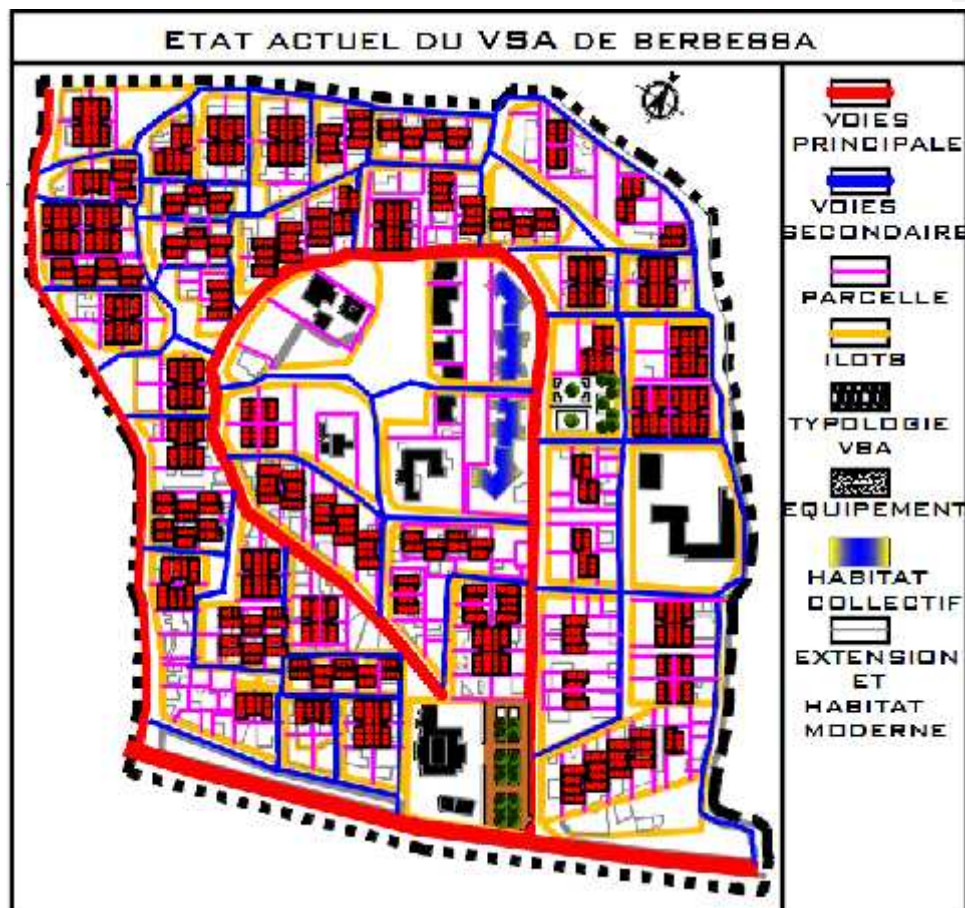 ETAT ACTUEL DU VSA DE BERBESSA
VOIES
PRINCIPALE
VOIES
SECONDAIRE
PARCELLE
ILOTS
TYPOLOGIE
VSA
EQUIPEMENT
HABITAT
COLLECTIF
EXTENSION
ET
HABITAT
MODERNE